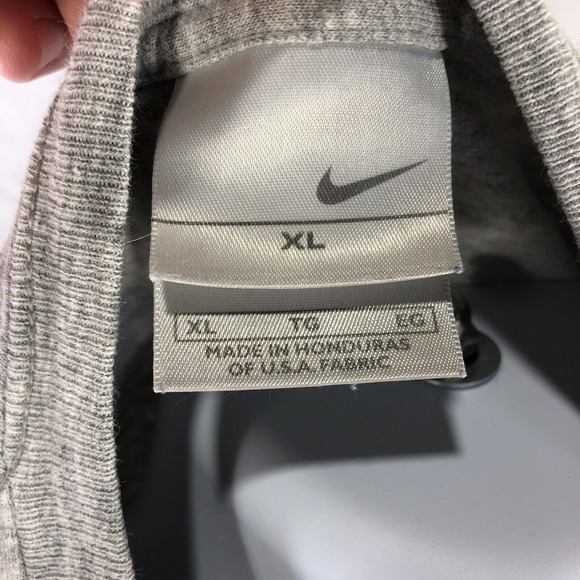 XL
XL TG EG
MADE IN HONDURAS
OF U.S.A. FABRIC